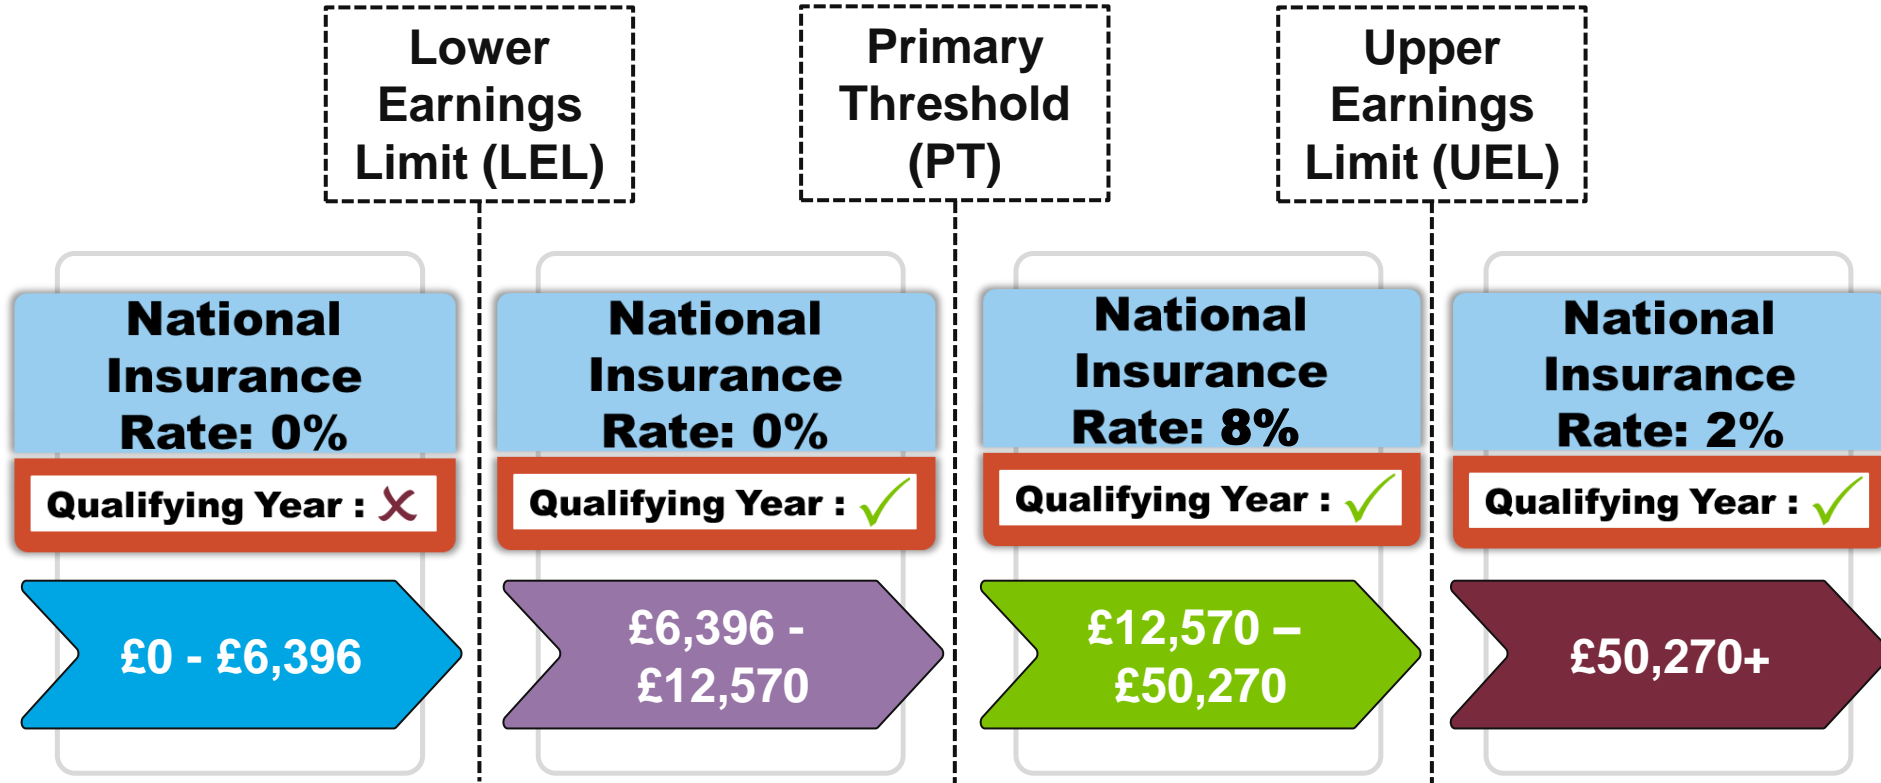 Lower
Earnings
Limit (LEL)
Primary
Threshold
(PT)
Upper
Earnings
Limit (UEL)
National
Insurance
Rate: 0%
Qualifying Year : ✗
£0 - £6,396
National
Insurance
Rate: 0%
Qualifying Year : ✓
£6,396 -
£12,570
National
Insurance
Rate: 8%
Qualifying Year : ✓
£12,570 –
£50,270
National
Insurance
Rate: 2%
Qualifying Year : ✓
£50,270+